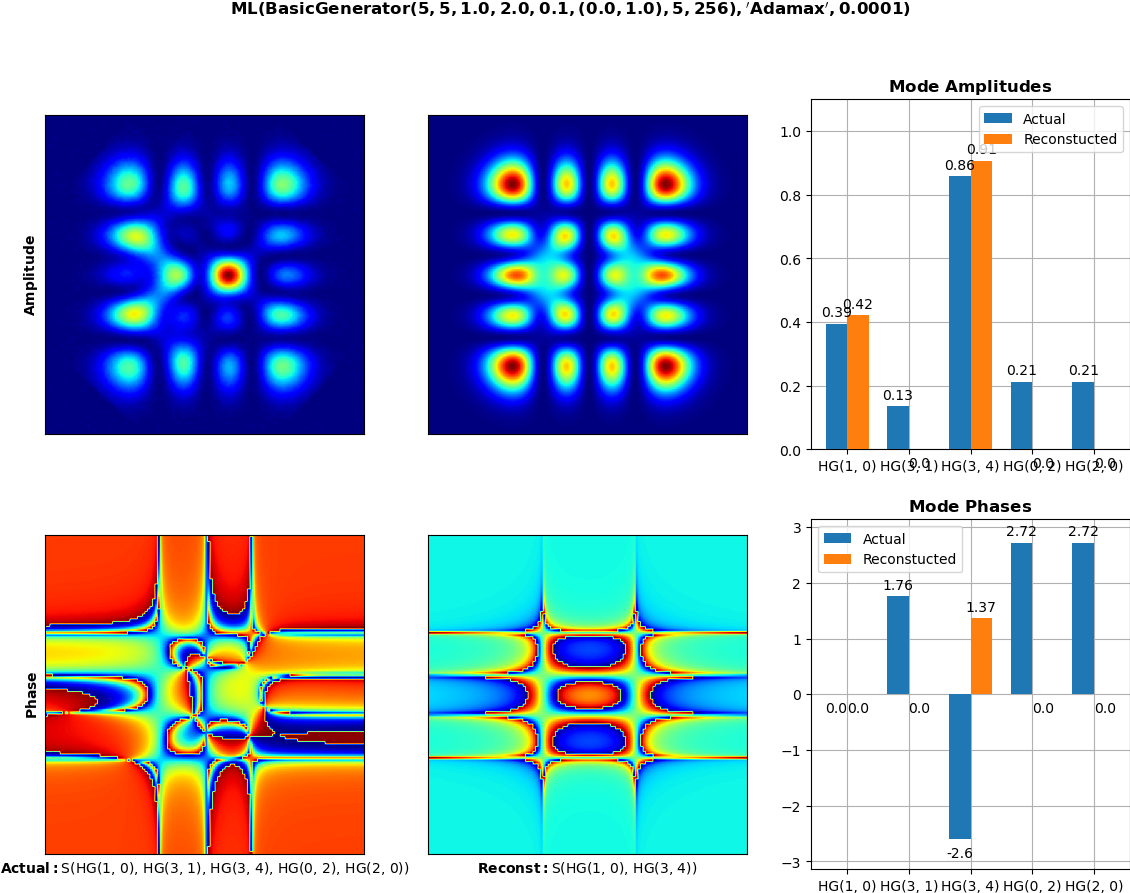 ML(BasicGenerator(5, 5, 1.0, 2.0, 0.1, (0.0, 1.0), 5, 256), 'Adamax', 0.0001)
Amplitude
Mode Amplitudes
Actual
Reconstucted
1.0
0.8
0.6
0.4
0.2
0.0
0.39
0.42
0.13
0.0
0.86
0.91
0.21
0.0
0.21
0.0
HG(1, 0)
HG(3, 1)
HG(3, 4)
HG(0, 2)
HG(2, 0)
Phase
Actual: S(HG(1, 0), HG(3, 1), HG(3, 4), HG(0, 2), HG(2, 0))
Reconst: S(HG(1, 0), HG(3, 4))
Mode Phases
Actual
Reconstucted
3
2
1
0
−1
−2
−3
0.0
0.0
1.76
0.0
-2.6
1.37
2.72
0.0
2.72
0.0
HG(1, 0)
HG(3, 1)
HG(3, 4)
HG(0, 2)
HG(2, 0)